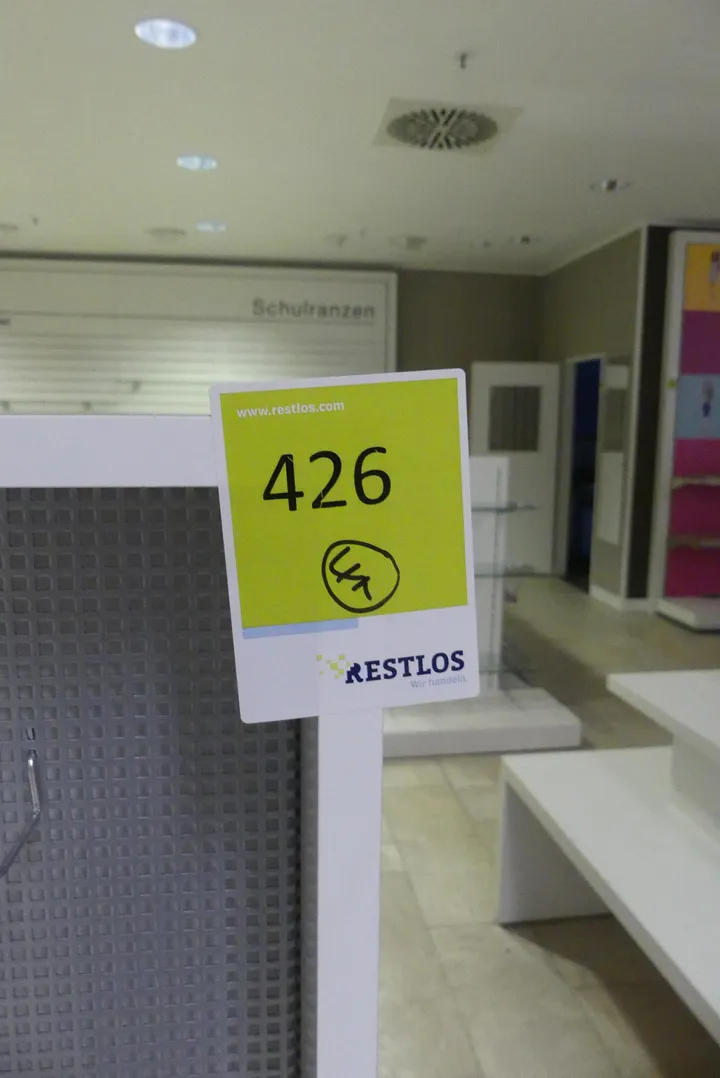 Schulranzen
www.restlos.com
426
RESTLOS
Wir handeln.